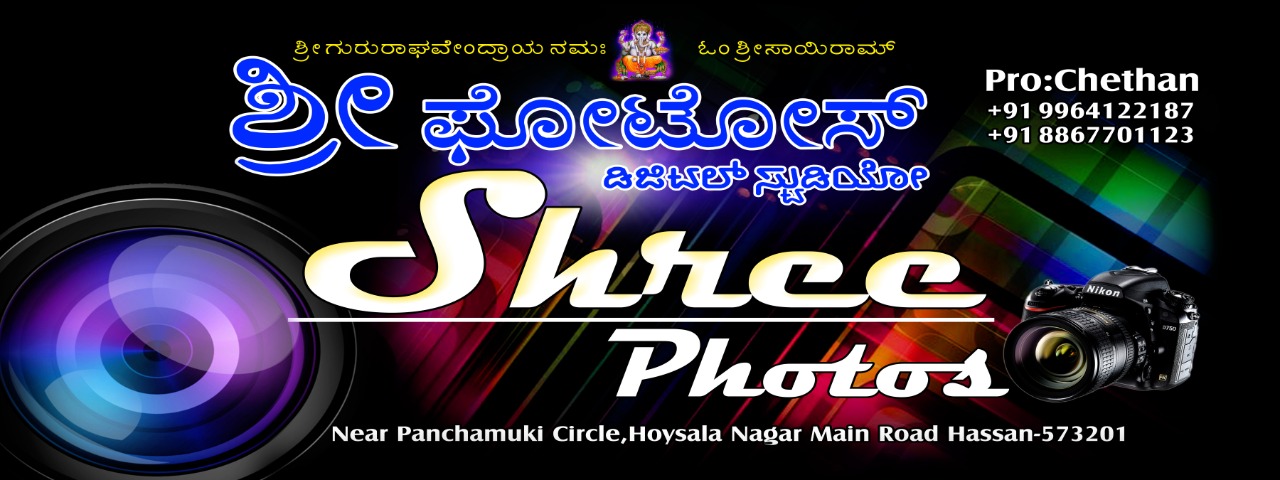 ಶ್ರೀ ಗುರುರಾಘವೇಂದ್ರಾಯ ನಮಃ
ಓಂ ಶ್ರೀ ಸಾಯಿರಾಮ್
ಶ್ರೀ ಫೋಟೋಸ್
ಡಿಜಿಟಲ್ ಸ್ಟುಡಿಯೋ
Pro:Chethan
+91 9964122187
+91 8867701123
Shree
Photos
Nikon
D750
Near Panchamuki Circle,Hoysala Nagar Main Road Hassan-573201